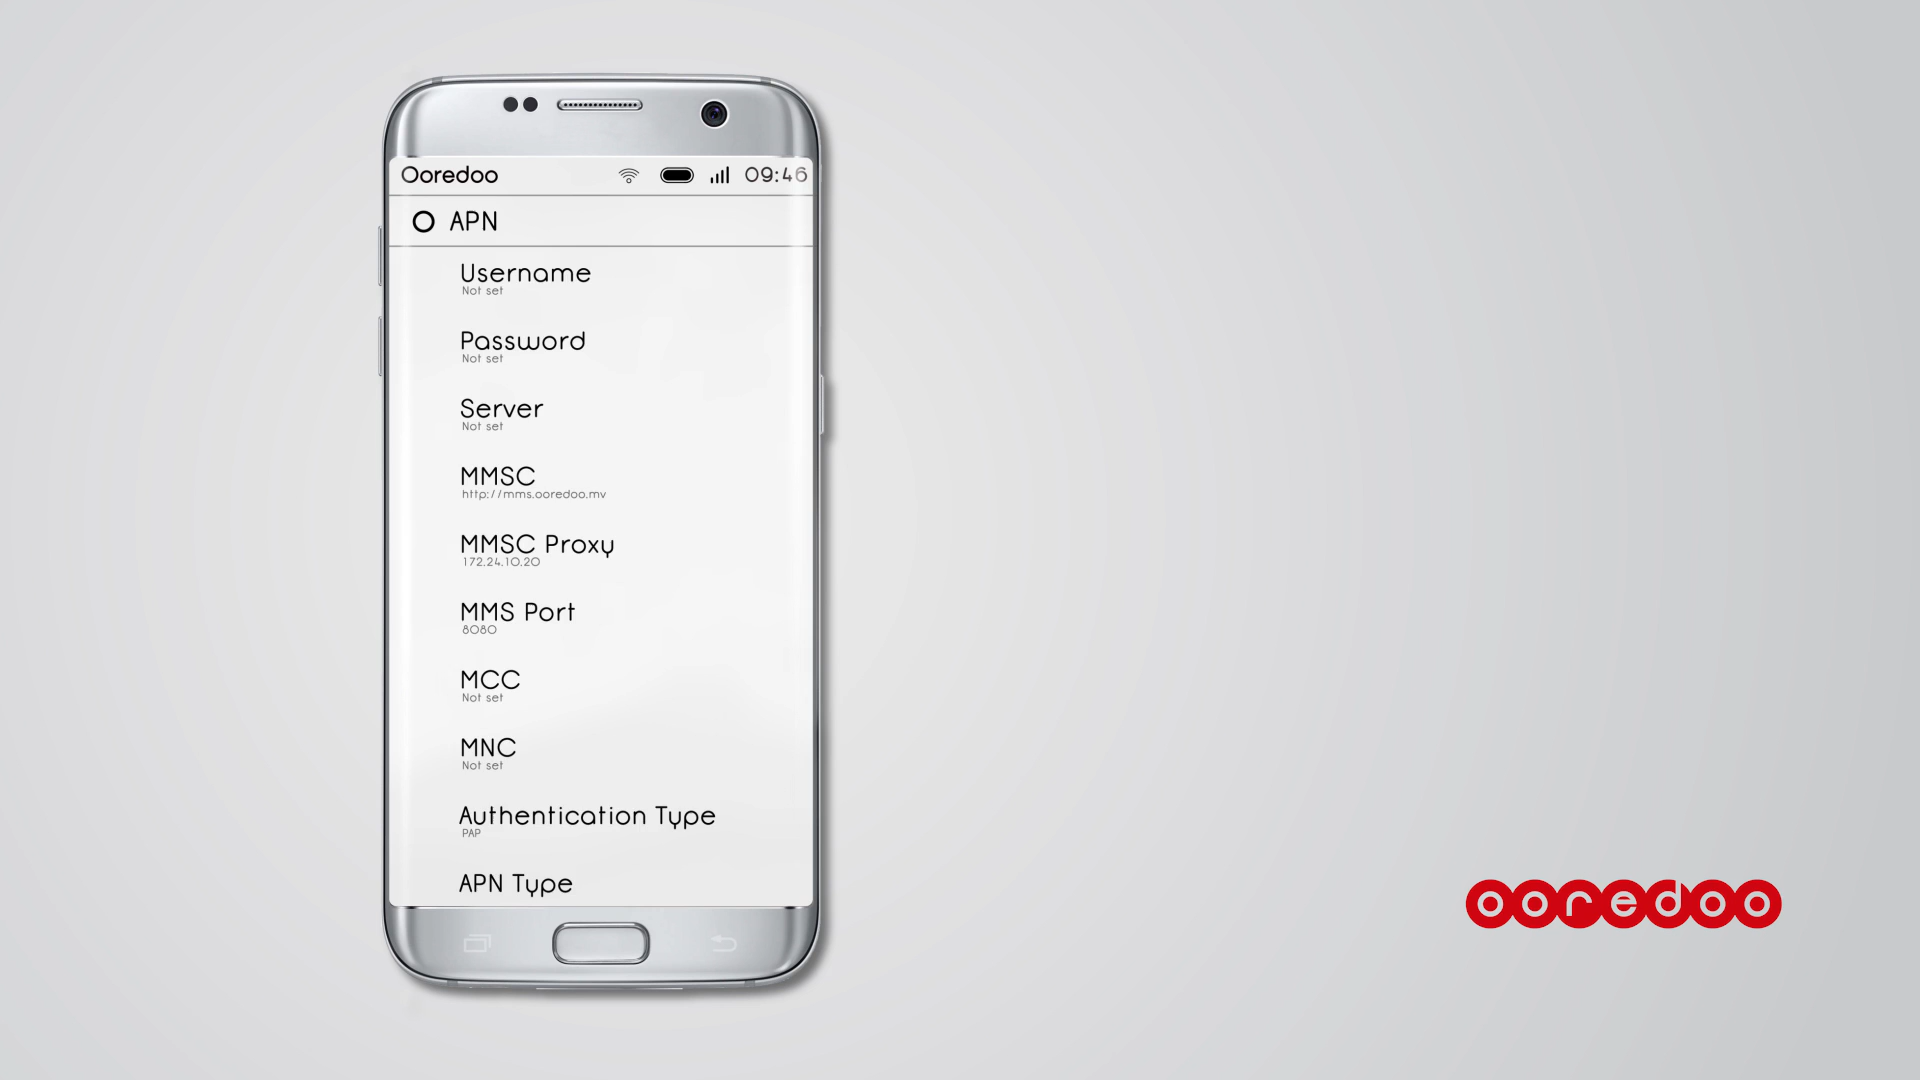 Ooredoo 09:46
APN
Username
Not set
Password
Not set
Server
Not set
MMSC
http://mms.ooredoo.mv
MMSC Proxy
172.24.10.20
MMS Port
8080
MCC
Not set
MNC
Not set
Authentication Type
PAP
APN Type
ooredoo